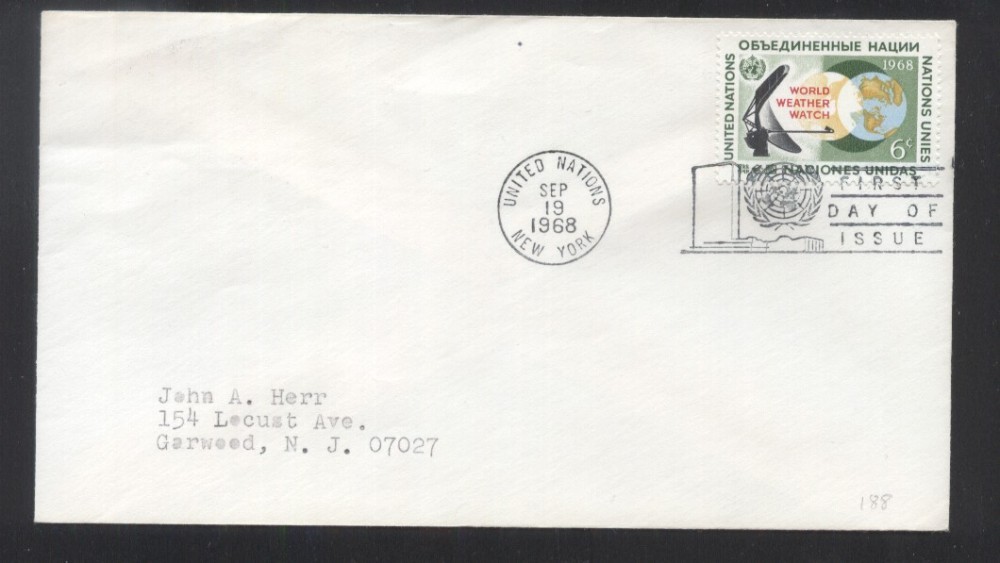 ОБЪЕДИНЕННЫЕ НАЦИИ
UNITED NATIONS
1968
WORLD
WEATHER
WATCH
NATIONS UNIES
6c
NACIONES UNIDAS
UNITED NATIONS
SEP
19
1968
NEW YORK
FIRST
DAY OF
ISSUE
John A. Herr
154 Locust Ave.
Garwood, N. J. 07027
188